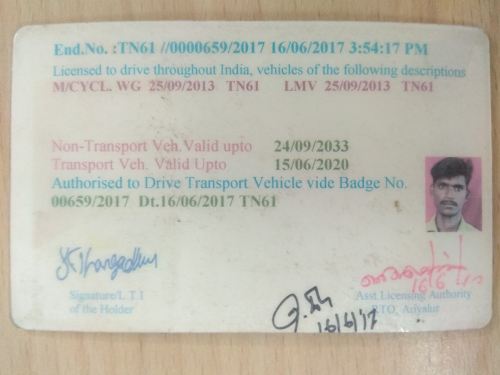 End.No. :TN61 //0000659/2017 16/06/2017 3:54:17 PM
Licensed to drive throughout India, vehicles of the following descriptions
M/CYCL. WG 25/09/2013 TN61 LMV 25/09/2013 TN61
Non-Transport Veh.Valid upto 24/09/2033
Transport Veh. Valid Upto 15/06/2020
Authorised to Drive Transport Vehicle vide Badge No.
00659/2017 Dt.16/06/2017 TN61
Signature/L.T.I
of the Holder
16/6/17
Asst Licensing Authority
RTO, Ariyalur